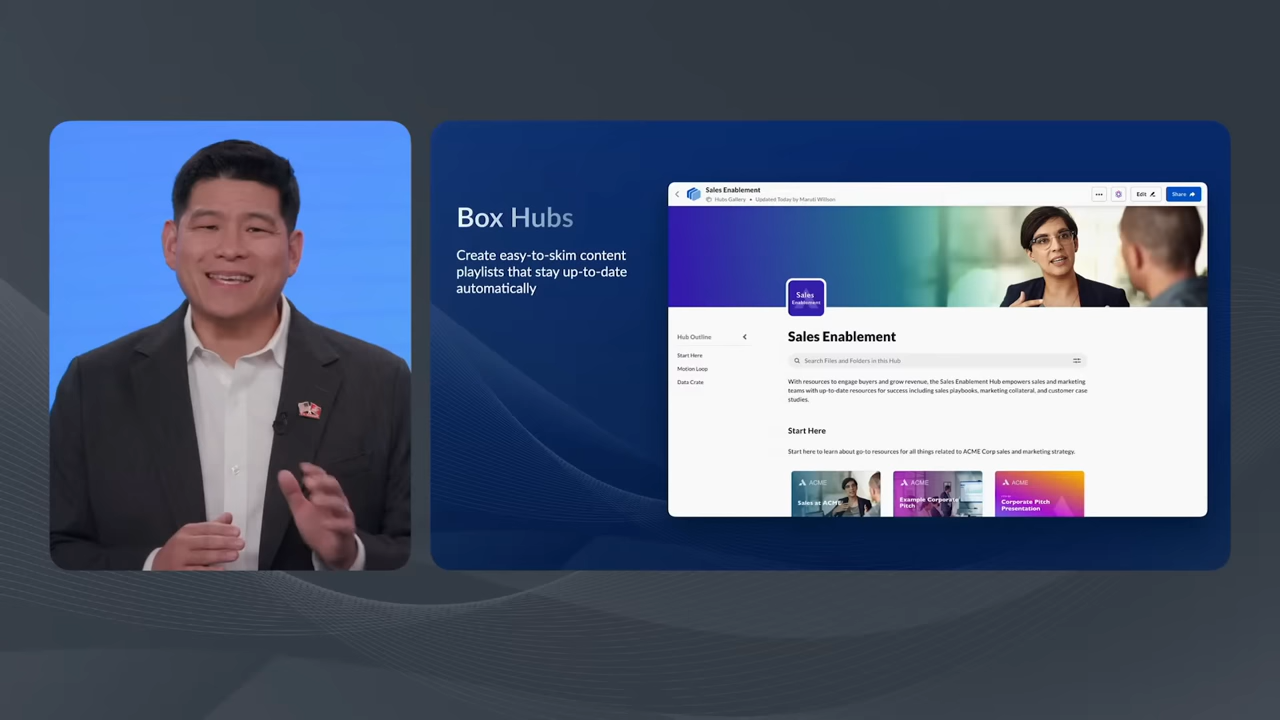 Box Hubs
Create easy-to-skim content
playlists that stay up-to-date
automatically
Sales Enablement
Hubs Gallery • Updated Today by Maruti Willson
Edit
Share
Sales
Enablement
Hub Outline
Start Here
Motion Loop
Data Crate
Sales Enablement
Search Files and Folders in this Hub
With resources to engage buyers and grow revenue, the Sales Enablement Hub empowers sales and marketing
teams with up-to-date resources for success including sales playbooks, marketing collateral, and customer case
studies.
Start Here
Start here to learn about go-to resources for all things related to ACME Corp sales and marketing strategy.
ACME
Sales at ACME
ACME
Example Corporate
Pitch
ACME
Corporate Pitch
Presentation